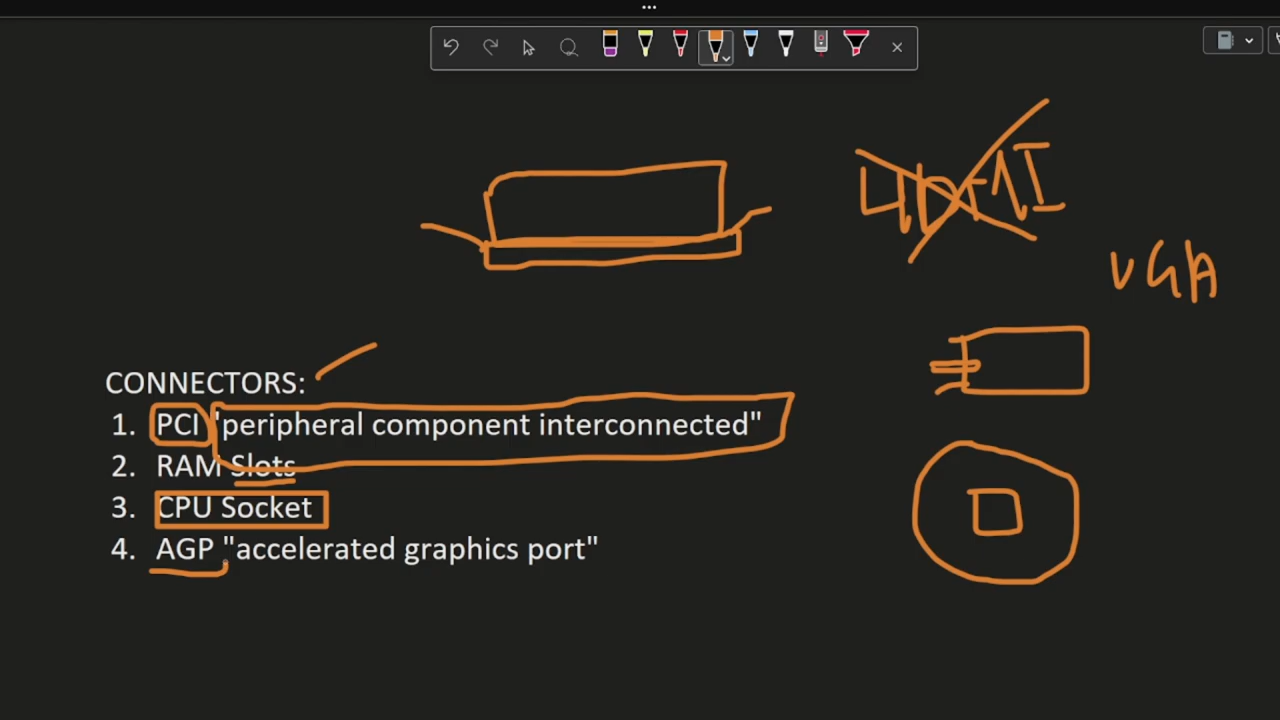 VGA
CONNECTORS:
1. PCI "peripheral component interconnected"
2. RAM Slots
3. CPU Socket
4. AGP "accelerated graphics port"